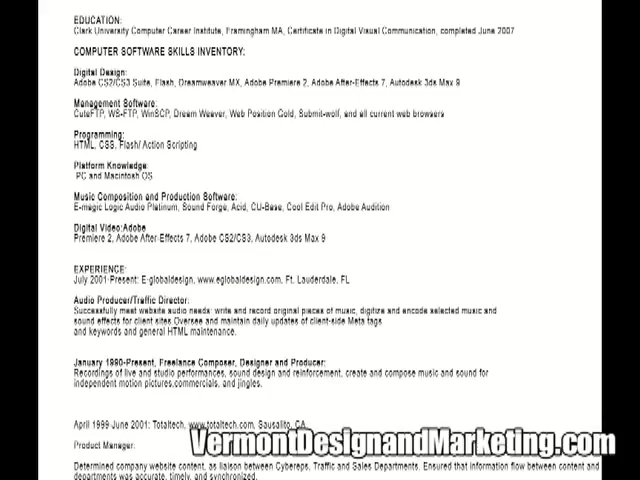 EDUCATION:
Clark University Computer Career Institute, Framingham MA, Certificate in Digital Visual Communication, completed June 2007
COMPUTER SOFTWARE SKILLS INVENTORY:
Digital Design:
Adobe CS2/CS3 Suite, Flash, Dreamweaver MX, Adobe Premiere 2, Adobe After-Effects 7, Autodesk 3ds Max 9
Management Software:
CuteFTP, WS-FTP, WinSCP, Dream Weaver, Web Position Gold, Submit-wolf, and all current web browsers
Programming:
HTML, CSS, Flash/ Action Scripting
Platform Knowledge:
PC and Macintosh OS
Music Composition and Production Software:
E-magic Logic Audio Platinum, Sound Forge, Acid, CU-Base, Cool Edit Pro, Adobe Audition
Digital Video:Adobe
Premiere 2, Adobe After-Effects 7, Adobe CS2/CS3, Autodesk 3ds Max 9
EXPERIENCE:
July 2001-Present: E-globaldesign, www.eglobaldesign.com, Ft. Lauderdale, FL
Audio Producer/Traffic Director:
Successfully meet website audio needs: write and record original pieces of music, digitize and encode selected music and
sound effects for client sites Oversee and maintain daily updates of client-side Meta tags
and keywords and general HTML maintenance.
January 1990-Present, Freelance Composer, Designer and Producer:
Recordings of live and studio performances, sound design and reinforcement, create and compose music and sound for
independent motion pictures,commercials, and jingles.
April 1999-June 2001: Totaltech, www.totaltech.com, Sausalito, CA
VermontDesignandMarketing.com
Product Manager:
Determined company website content, as liaison between Cybereps, Traffic and Sales Departments. Ensured that information flow between content and
departments was accurate, timely, and synchronized.